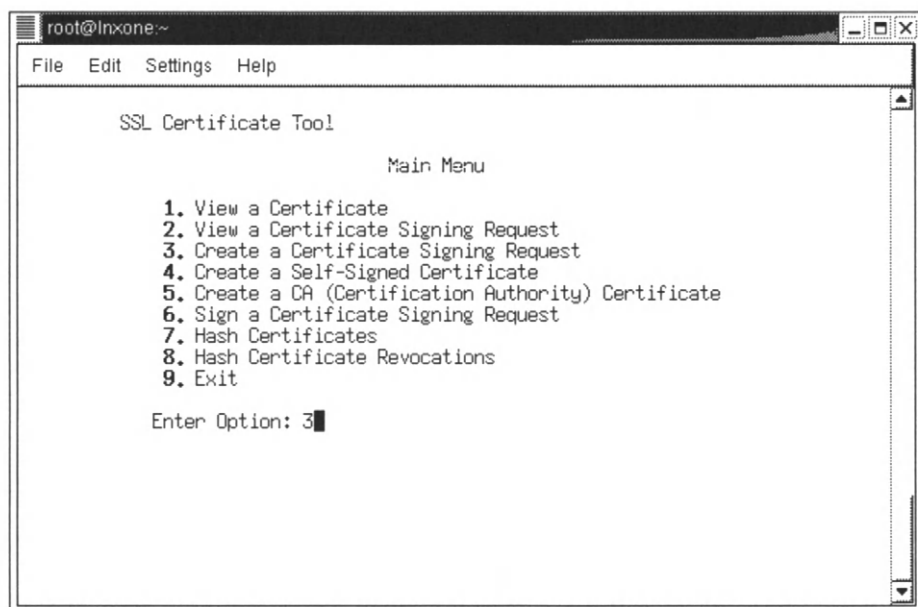 root@lnxone:~
File Edit Settings Help
SSL Certificate Tool
Main Menu
1. View a Certificate
2. View a Certificate Signing Request
3. Create a Certificate Signing Request
4. Create a Self-Signed Certificate
5. Create a CA (Certification Authority) Certificate
6. Sign a Certificate Signing Request
7. Hash Certificates
8. Hash Certificate Revocations
9. Exit
Enter Option: 3